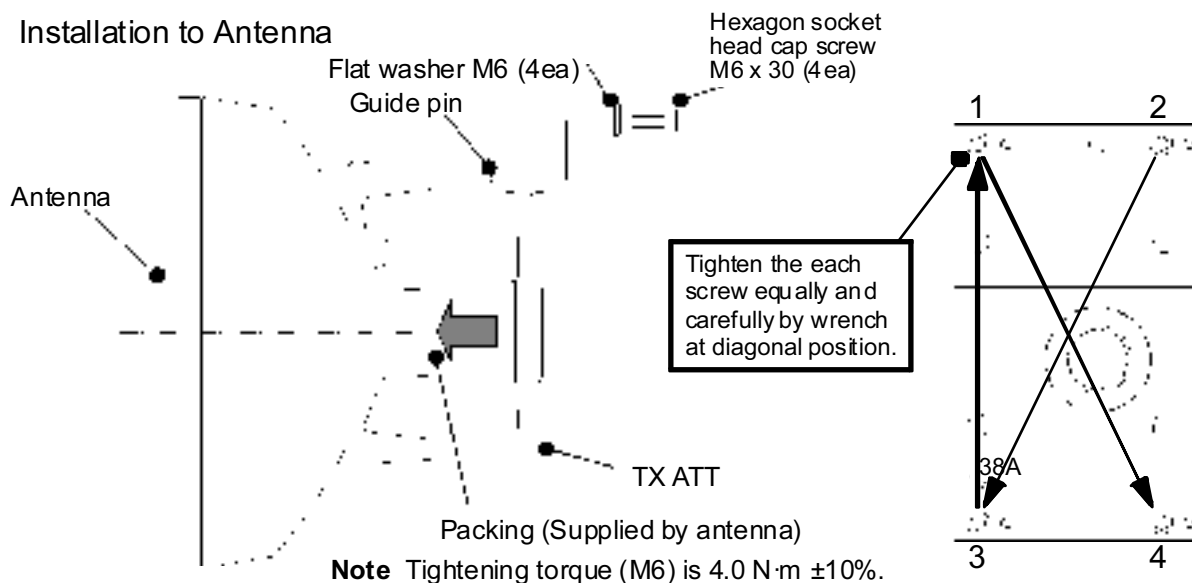 Installation to Antenna
Hexagon socket
head cap screw
M6 x 30 (4ea)
Flat washer M6 (4ea)
Guide pin
1
2
Antenna
Tighten the each
screw equally and
carefully by wrench
at diagonal position.
38A
TX ATT
Packing (Supplied by antenna)
3
4
Note Tightening torque (M6) is 4.0 N·m ±10%.